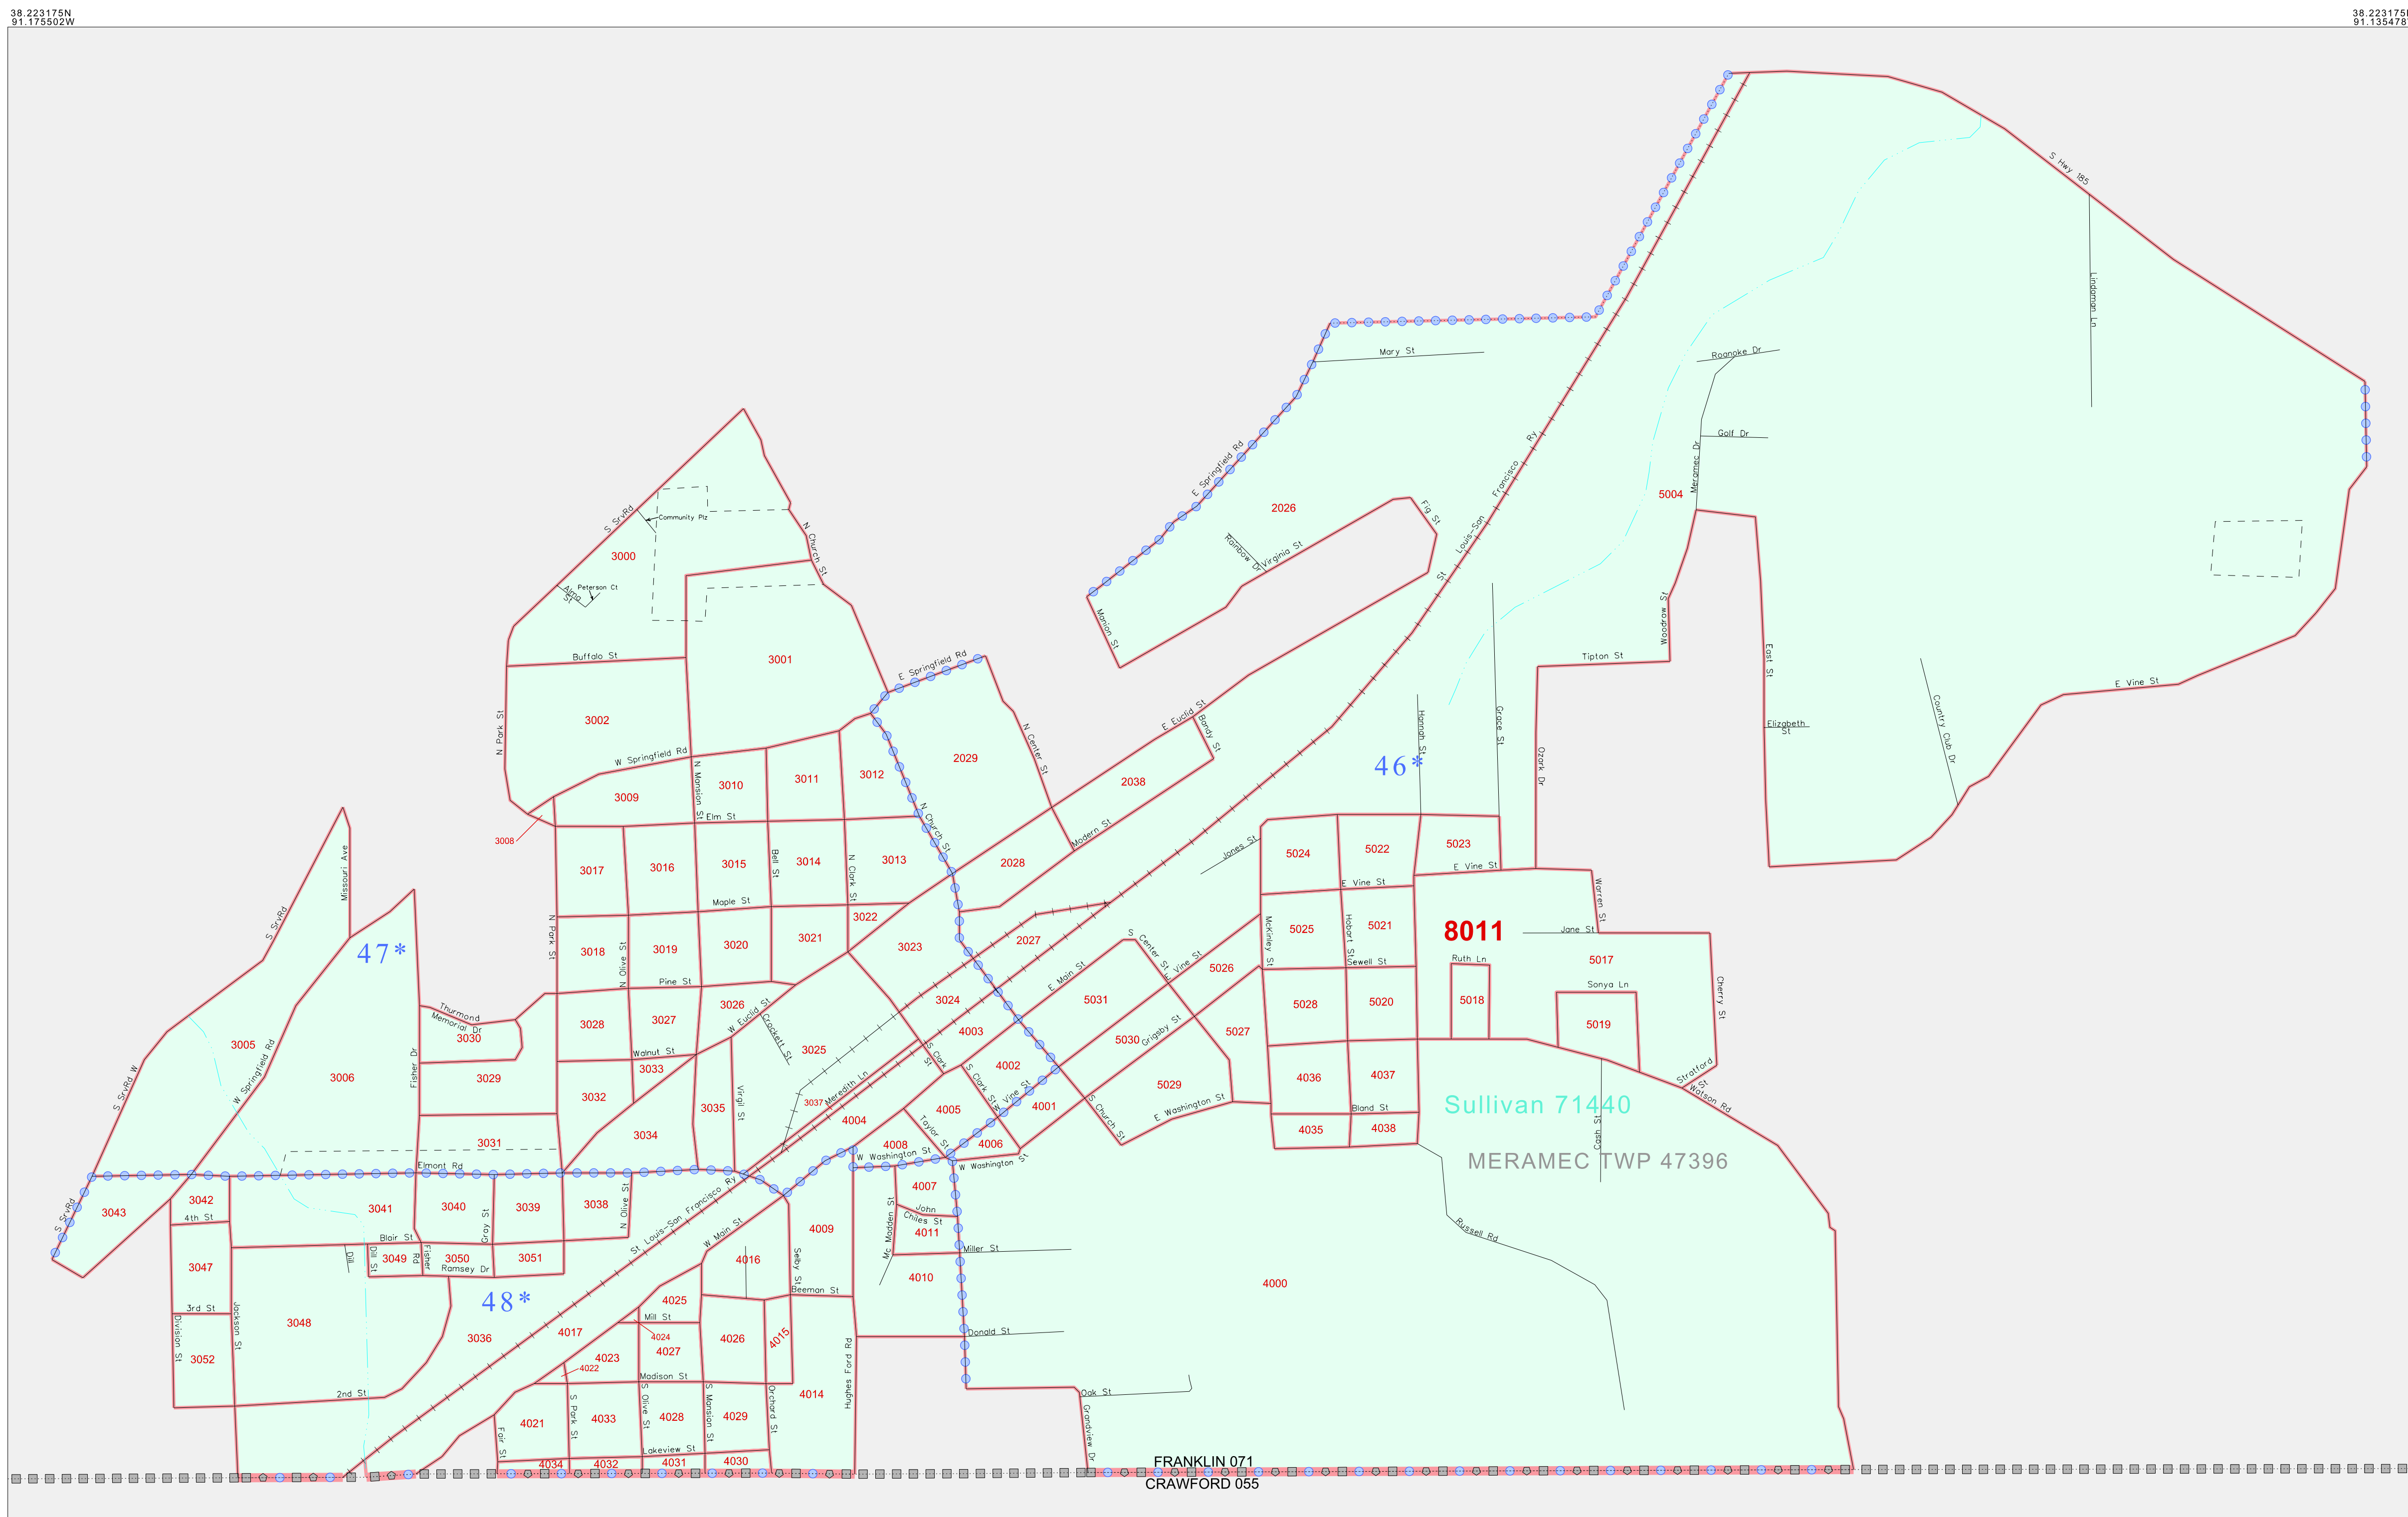 38.223175N
91.175502W
38.223175
91.135478
S Hwy 185
Lindaman Ln
Mary St
Roanoke Dr
Golf Dr
Meramec Dr
E Springfield Rd
St Louis-San Francisco Ry
2026
5004
Fig St
Rainbow Dr
Virginia St
Manion St
S SrvRd
Community Plz
N Church St
3000
Peterson Ct
Alma St
Woodraw St
East St
Tipton St
Buffalo St
3001
E Springfield Rd
N Park St
3002
E Vine St
Country Club Dr
Elizabeth St
Hannah St
Grace St
Ozark Dr
E Euclid St
Bandy St
N Center St
2029
2038
46*
W Springfield Rd
N Mansion St
3009
3010
3011
3012
N Church St
Elm St
3008
Modern St
Jones St
Missouri Ave
3017
3016
3015
Bell St
3014
N Clark St
3013
2028
5024
5022
5023
E Vine St
E Vine St
Warren St
Maple St
S SrvRd
N Park St
3022
3023
2027
47*
3018
N Olive St
3019
3020
3021
McKinley St
5025
Hobart St
5021
8011
Jane St
S Center St
E Vine St
5026
Sewell St
Ruth Ln
5017
Cherry St
Pine St
E Main St
5031
5028
5020
5018
Sonya Ln
5019
Thurmond Memorial Dr
3030
3028
3027
3026
W Euclid St
Crockett St
3024
4003
5030
Grigsby St
5027
3005
W Springfield Rd
S SrvRd W
3006
Fisher Dr
3029
Walnut St
3033
3025
S Clark St
4002
S Clark St
W Vine St
5029
4036
4037
Stratford St
Watson Rd
3032
3035
Virgil St
3037
Meredith Ln
4004
4005
4001
S Church St
E Washington St
Bland St
Sullivan 71440
3031
3034
Taylor St
4008
4006
4035
4038
Cash St
W Washington St
W Washington St
MERAMEC TWP 47396
Elmont Rd
S SrvRd
3043
3042
4th St
3041
3040
Gray St
3039
3038
N Olive St
St Louis-San Francisco Ry
W Main St
4009
4007
Mc Madden St
John Chiles St
4011
Russell Rd
Blair St
Dill
Dill St
3049
Fisher Rd
3050
3051
Ramsey Dr
4016
Selby St
Miller St
4010
3047
48*
4000
Beemon St
3rd St
Jackson St
Division St
3048
3036
4017
4025
Mill St
4024
4026
4015
Donald St
Hughes Ford Rd
3052
4023
4022
4027
Madison St
2nd St
4014
Oak St
Grandview Dr
4021
Fair St
S Park St
4033
S Olive St
4028
S Mansion St
4029
Orchard St
Lakeview St
4034
4032
4031
4030
FRANKLIN 071
CRAWFORD 055